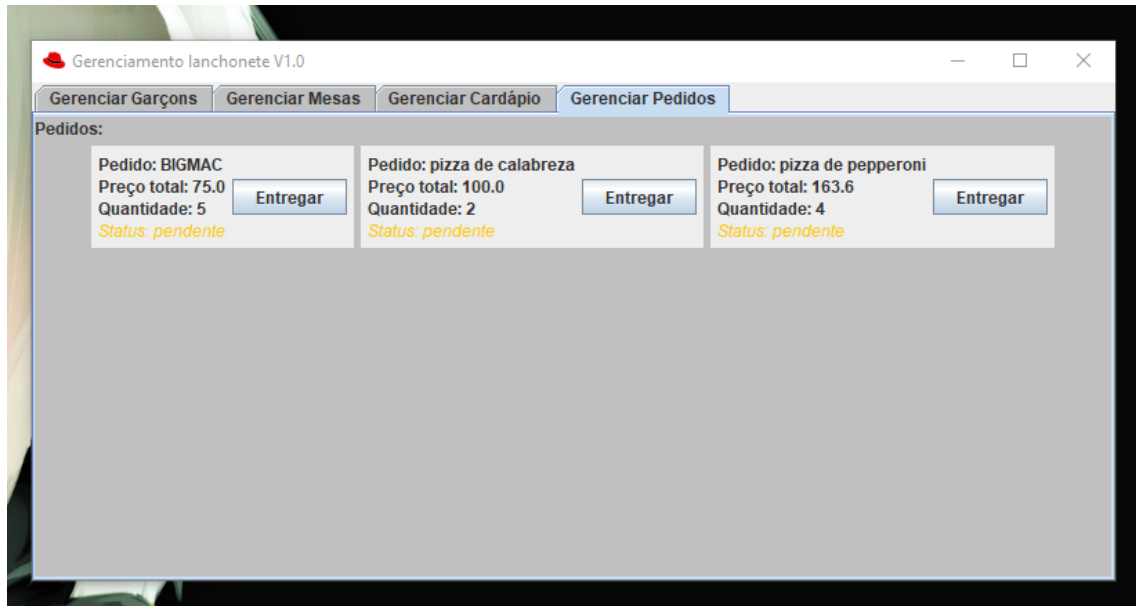 Gerenciamento lanchonete V1.0
Gerenciar Garçons Gerenciar Mesas Gerenciar Cardápio Gerenciar Pedidos
Pedidos:
Pedido: BIGMAC
Preço total: 75.0
Quantidade: 5
Status: pendente
Entregar
Pedido: pizza de calabreza
Preço total: 100.0
Quantidade: 2
Status: pendente
Entregar
Pedido: pizza de pepperoni
Preço total: 163.6
Quantidade: 4
Status: pendente
Entregar